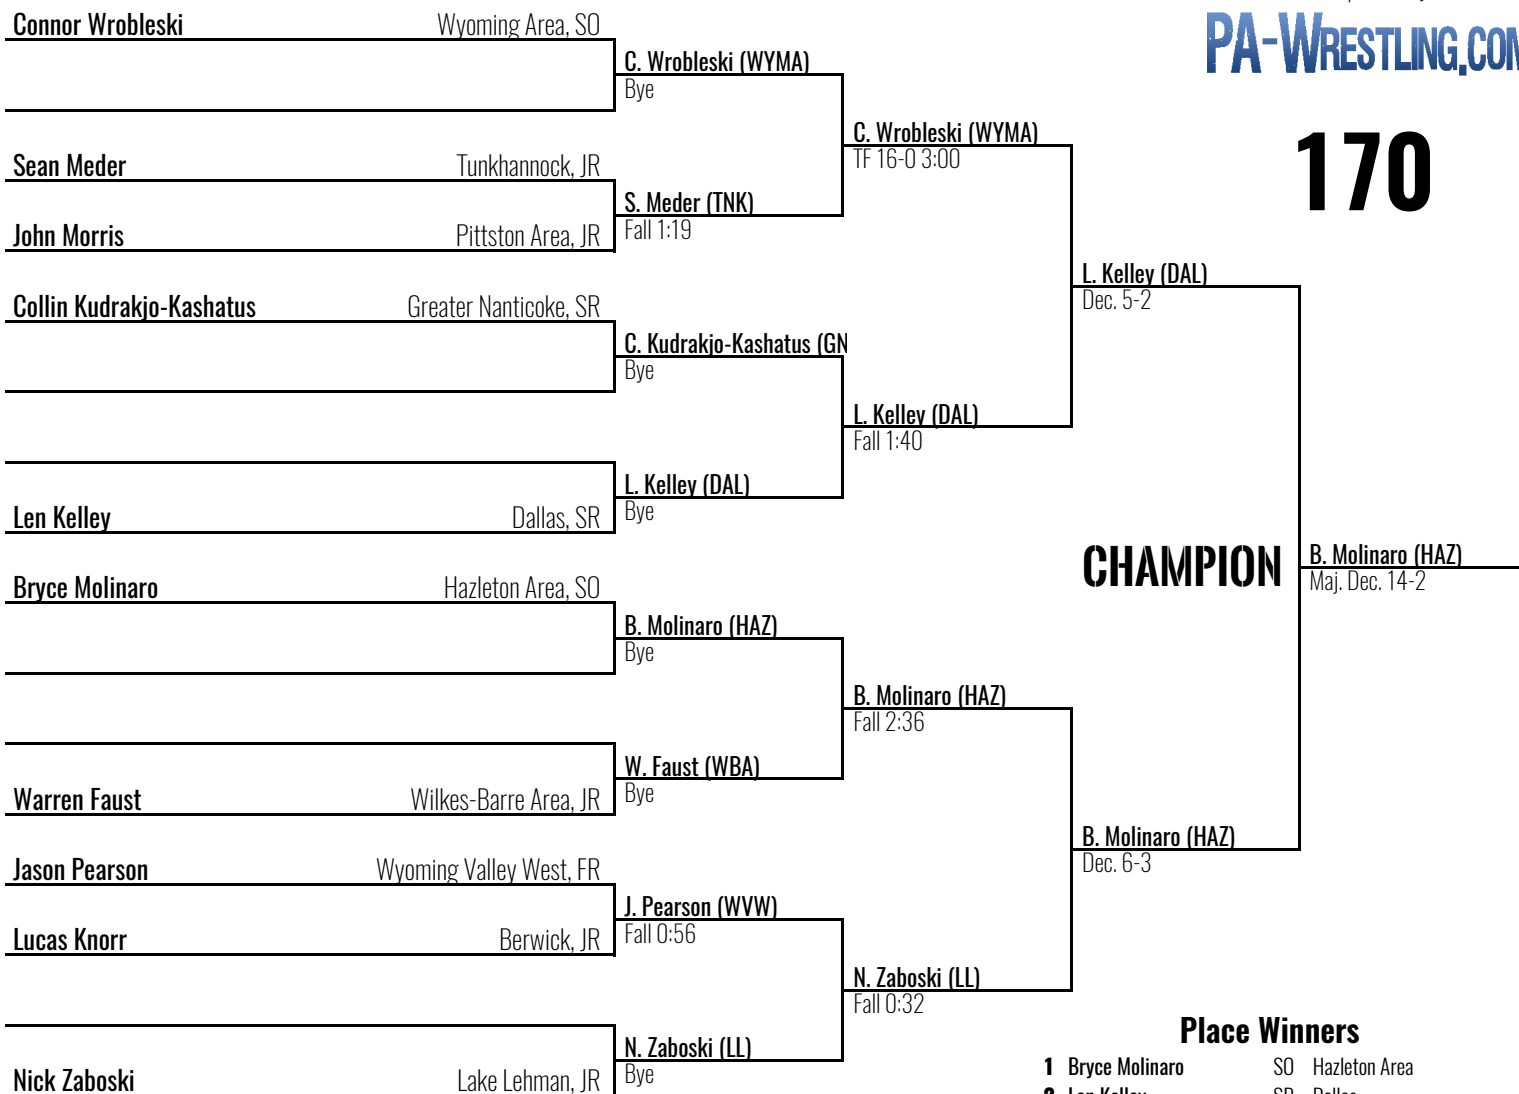 PA-WRESTLING.COM
170
Connor Wrobleski Wyoming Area, SO
C. Wrobleski (WYMA)
Bye
C. Wrobleski (WYMA)
TF 16-0 3:00
Sean Meder Tunkhannock, JR
S. Meder (TNK)
Fall 1:19
John Morris Pittston Area, JR
L. Kelley (DAL)
Dec. 5-2
Collin Kudrakjo-Kashatus Greater Nanticoke, SR
C. Kudrakjo-Kashatus (GN
Bye
L. Kelley (DAL)
Fall 1:40
L. Kelley (DAL)
Bye
Len Kelley Dallas, SR
CHAMPION
B. Molinaro (HAZ)
Maj. Dec. 14-2
Bryce Molinaro Hazleton Area, SO
B. Molinaro (HAZ)
Bye
B. Molinaro (HAZ)
Fall 2:36
W. Faust (WBA)
Bye
Warren Faust Wilkes-Barre Area, JR
B. Molinaro (HAZ)
Dec. 6-3
Jason Pearson Wyoming Valley West, FR
J. Pearson (WVW)
Fall 0:56
Lucas Knorr Berwick, JR
N. Zaboski (LL)
Fall 0:32
N. Zaboski (LL)
Bye
Nick Zaboski Lake Lehman, JR
Place Winners
1 Bryce Molinaro SO Hazleton Area
2 Len Kelley SR Dallas